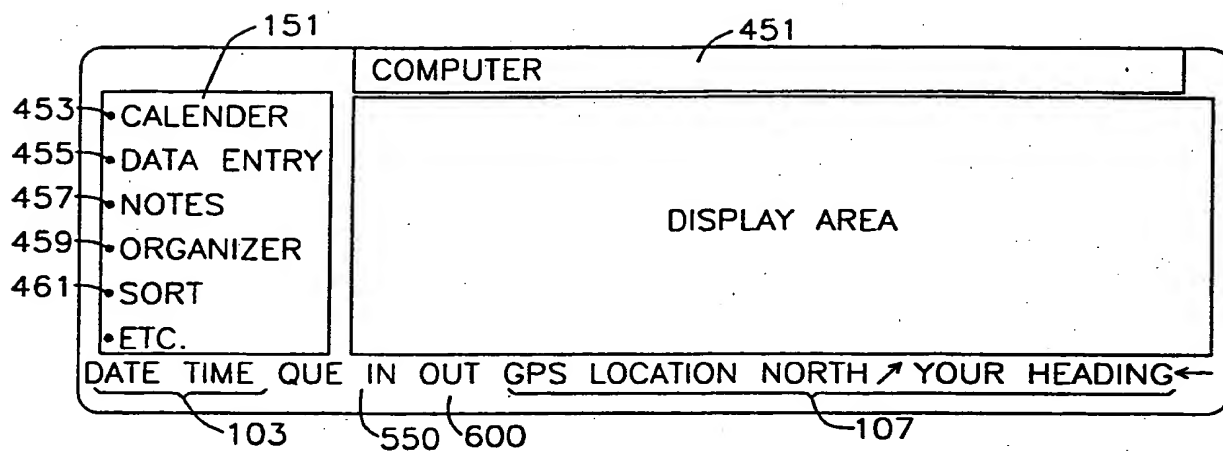 151
451
COMPUTER
453 • CALENDER
455 • DATA ENTRY
457 • NOTES
459 • ORGANIZER
461 • SORT
• ETC.
DISPLAY AREA
DATE TIME QUE IN OUT GPS LOCATION NORTH ↗ YOUR HEADING ←
103
550
600
107